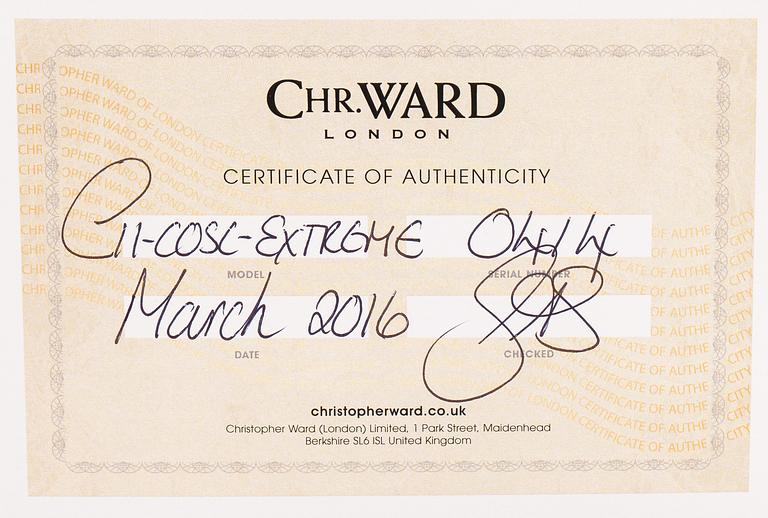 CHR.WARD
LONDON
CERTIFICATE OF AUTHENTICITY
C11-COSC-EXTREME
MODEL SERIAL NUMBER
March 2016
DATE CHECKED
christopherward.co.uk
Christopher Ward (London) Limited, 1 Park Street, Maidenhead
Berkshire SL6 ISL United Kingdom